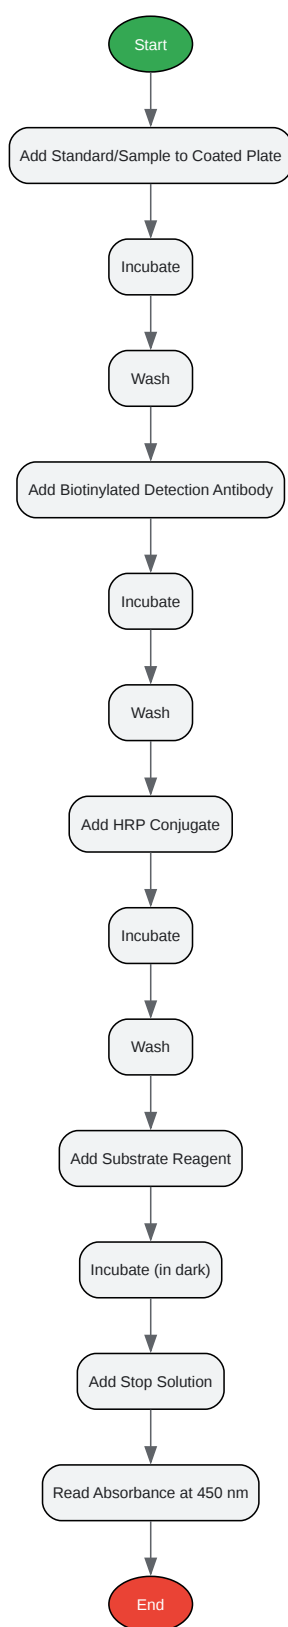 Start
Add Standard/Sample to Coated Plate
Incubate
Wash
Add Biotinylated Detection Antibody
Incubate
Wash
Add HRP Conjugate
Incubate
Wash
Add Substrate Reagent
Incubate (in dark)
Add Stop Solution
Read Absorbance at 450 nm
End